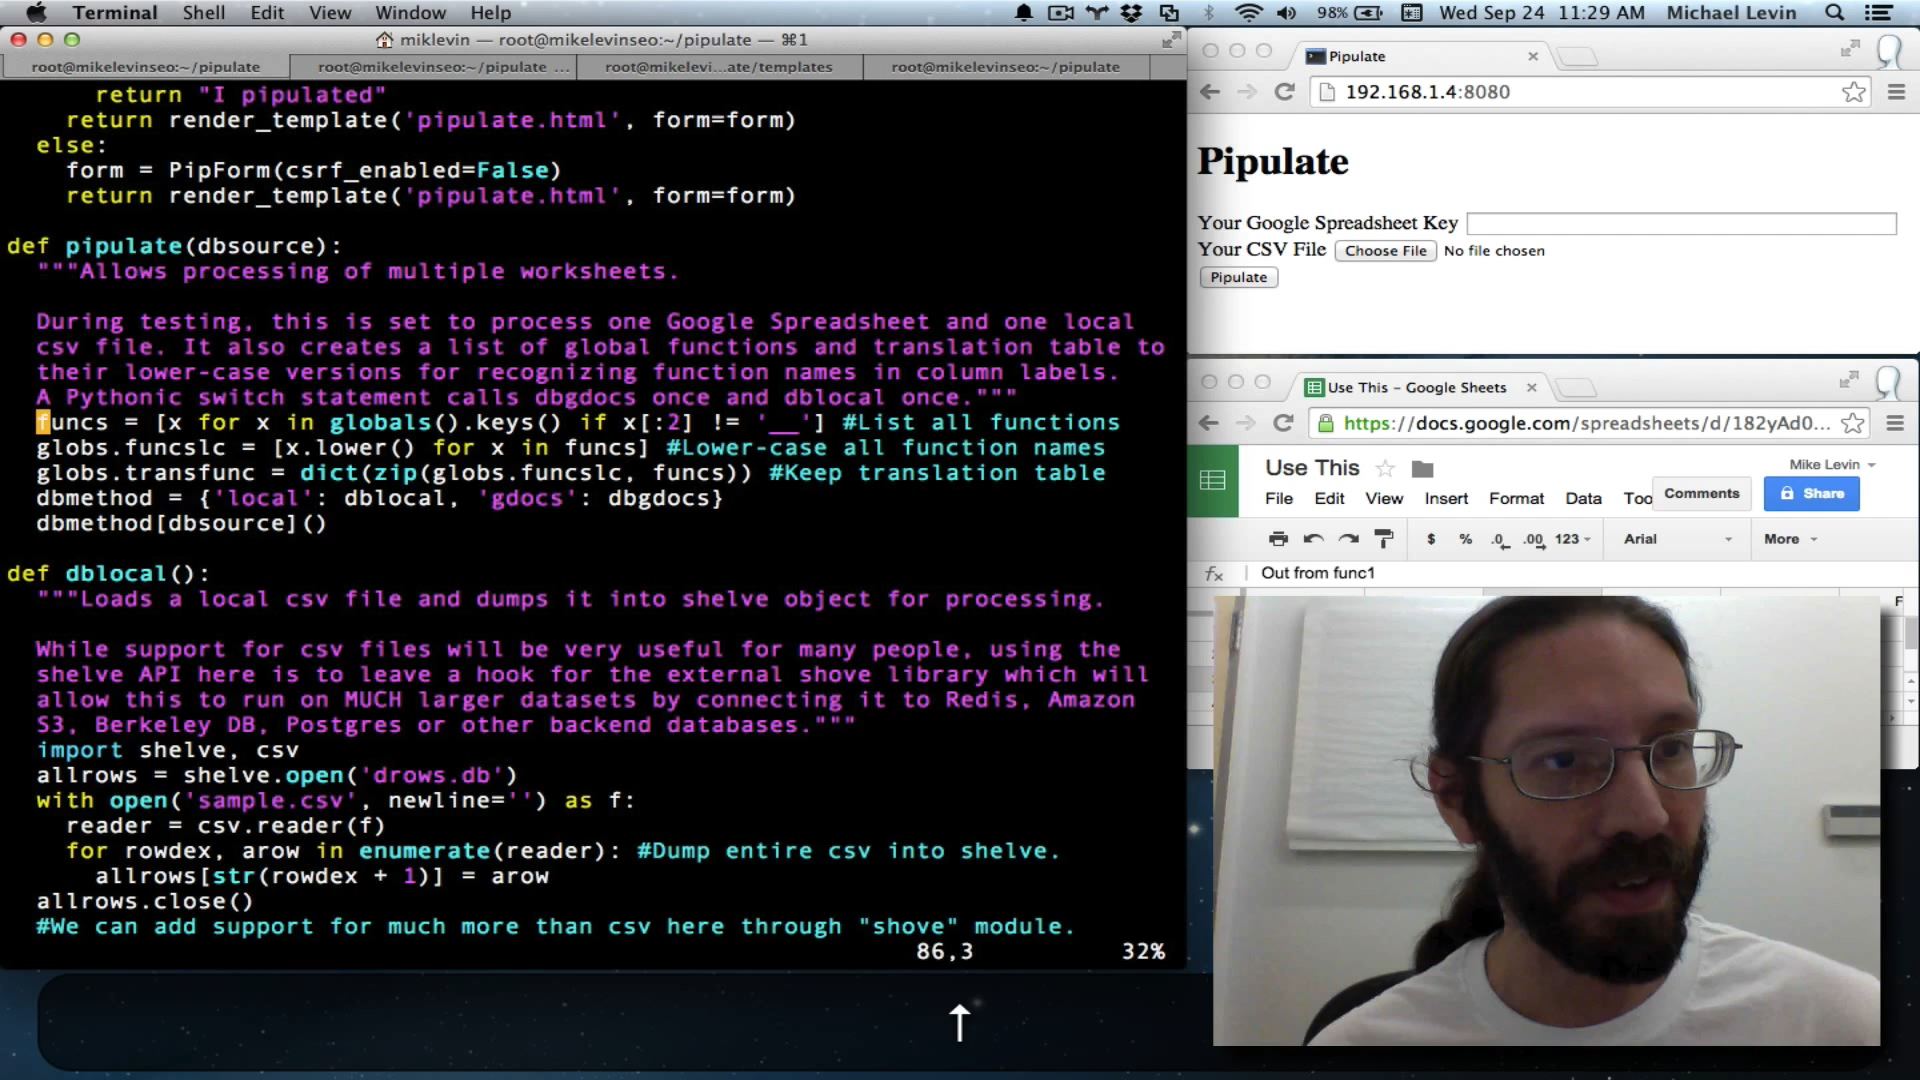 Terminal Shell Edit View Window Help
98% Wed Sep 24 11:29 AM Michael Levin
miklevin — root@mikelevinseo:~/pipulate — ⌘1
root@mikelevinseo:~/pipulate
root@mikelevinseo:~/pipulate ...
root@mikelevi...ate/templates
root@mikelevinseo:~/pipulate
return "I pipulated"
return render_template('pipulate.html', form=form)
else:
form = PipForm(csrf_enabled=False)
return render_template('pipulate.html', form=form)
def pipulate(dbsource):
"""Allows processing of multiple worksheets.
During testing, this is set to process one Google Spreadsheet and one local
csv file. It also creates a list of global functions and translation table to
their lower-case versions for recognizing function names in column labels.
A Pythonic switch statement calls dbgdocs once and dblocal once."""
funcs = [x for x in globals().keys() if x[:2] != '__'] #List all functions
globs.funcslc = [x.lower() for x in funcs] #Lower-case all function names
globs.transfunc = dict(zip(globs.funcslc, funcs)) #Keep translation table
dbmethod = {'local': dblocal, 'gdocs': dbgdocs}
dbmethod[dbsource]()
def dblocal():
"""Loads a local csv file and dumps it into shelve object for processing.
While support for csv files will be very useful for many people, using the
shelve API here is to leave a hook for the external shove library which will
allow this to run on MUCH larger datasets by connecting it to Redis, Amazon
S3, Berkeley DB, Postgres or other backend databases."""
import shelve, csv
allrows = shelve.open('drows.db')
with open('sample.csv', newline='') as f:
reader = csv.reader(f)
for rowdex, arow in enumerate(reader): #Dump entire csv into shelve.
allrows[str(rowdex + 1)] = arow
allrows.close()
#We can add support for much more than csv here through "shove" module.
86,3 32%
Pipulate
192.168.1.4:8080
Pipulate
Your Google Spreadsheet Key
Your CSV File Choose File No file chosen
Pipulate
Use This – Google Sheets
https://docs.google.com/spreadsheets/d/182yAd0...
Use This
Mike Levin
File Edit View Insert Format Data Too
Comments
Share
$ % .0 .00 123 Arial More
fx Out from func1
F